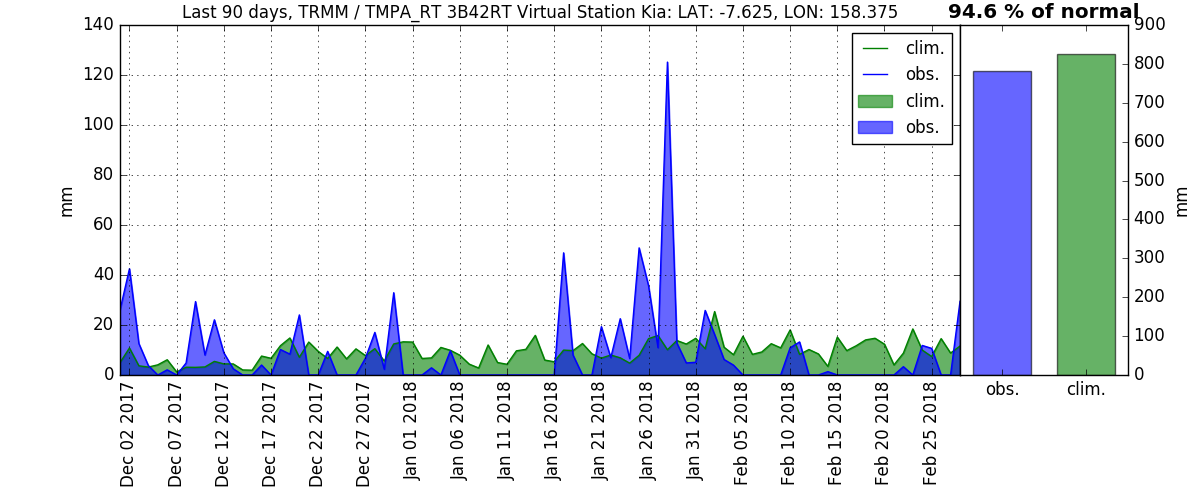 Last 90 days, TRMM / TMPA_RT 3B42RT Virtual Station Kia: LAT: -7.625, LON: 158.375
94.6 % of normal
clim.
obs.
clim.
obs.
mm
140
120
100
80
60
40
20
0
Dec 02 2017
Dec 07 2017
Dec 12 2017
Dec 17 2017
Dec 22 2017
Dec 27 2017
Jan 01 2018
Jan 06 2018
Jan 11 2018
Jan 16 2018
Jan 21 2018
Jan 26 2018
Jan 31 2018
Feb 05 2018
Feb 10 2018
Feb 15 2018
Feb 20 2018
Feb 25 2018
900
800
700
600
500
400
300
200
100
0
mm
obs.
clim.